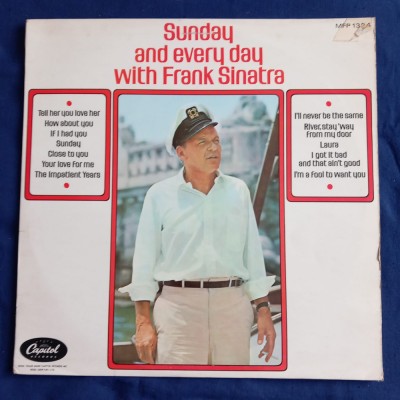 MFP 1324
Sunday
and every day
with Frank Sinatra
Tell her you love her
How about you
If I had you
Sunday
Close to you
Your love For me
The Impatient Years
I'll never be the same
River, stay 'Way
from my door
Laura
I got it bad
and that ain't good
I'm a Fool to want you
Capitol
RECORDS